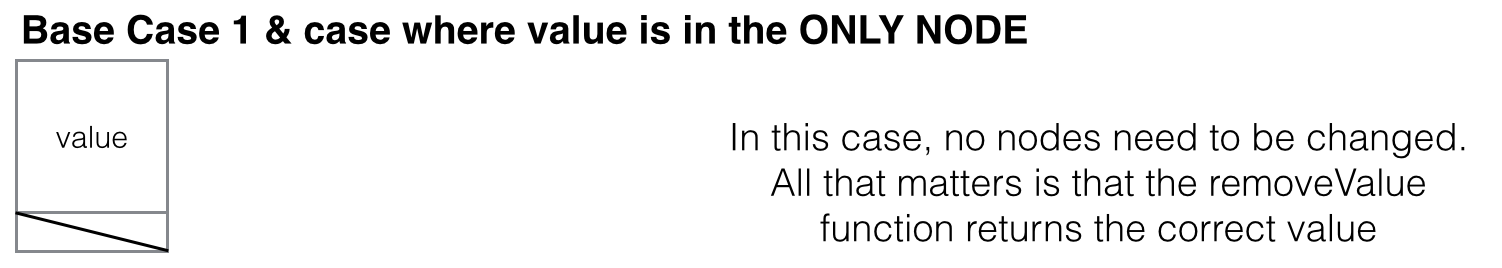 Base Case 1 & case where value is in the ONLY NODE
value
In this case, no nodes need to be changed.
All that matters is that the removeValue
function returns the correct value